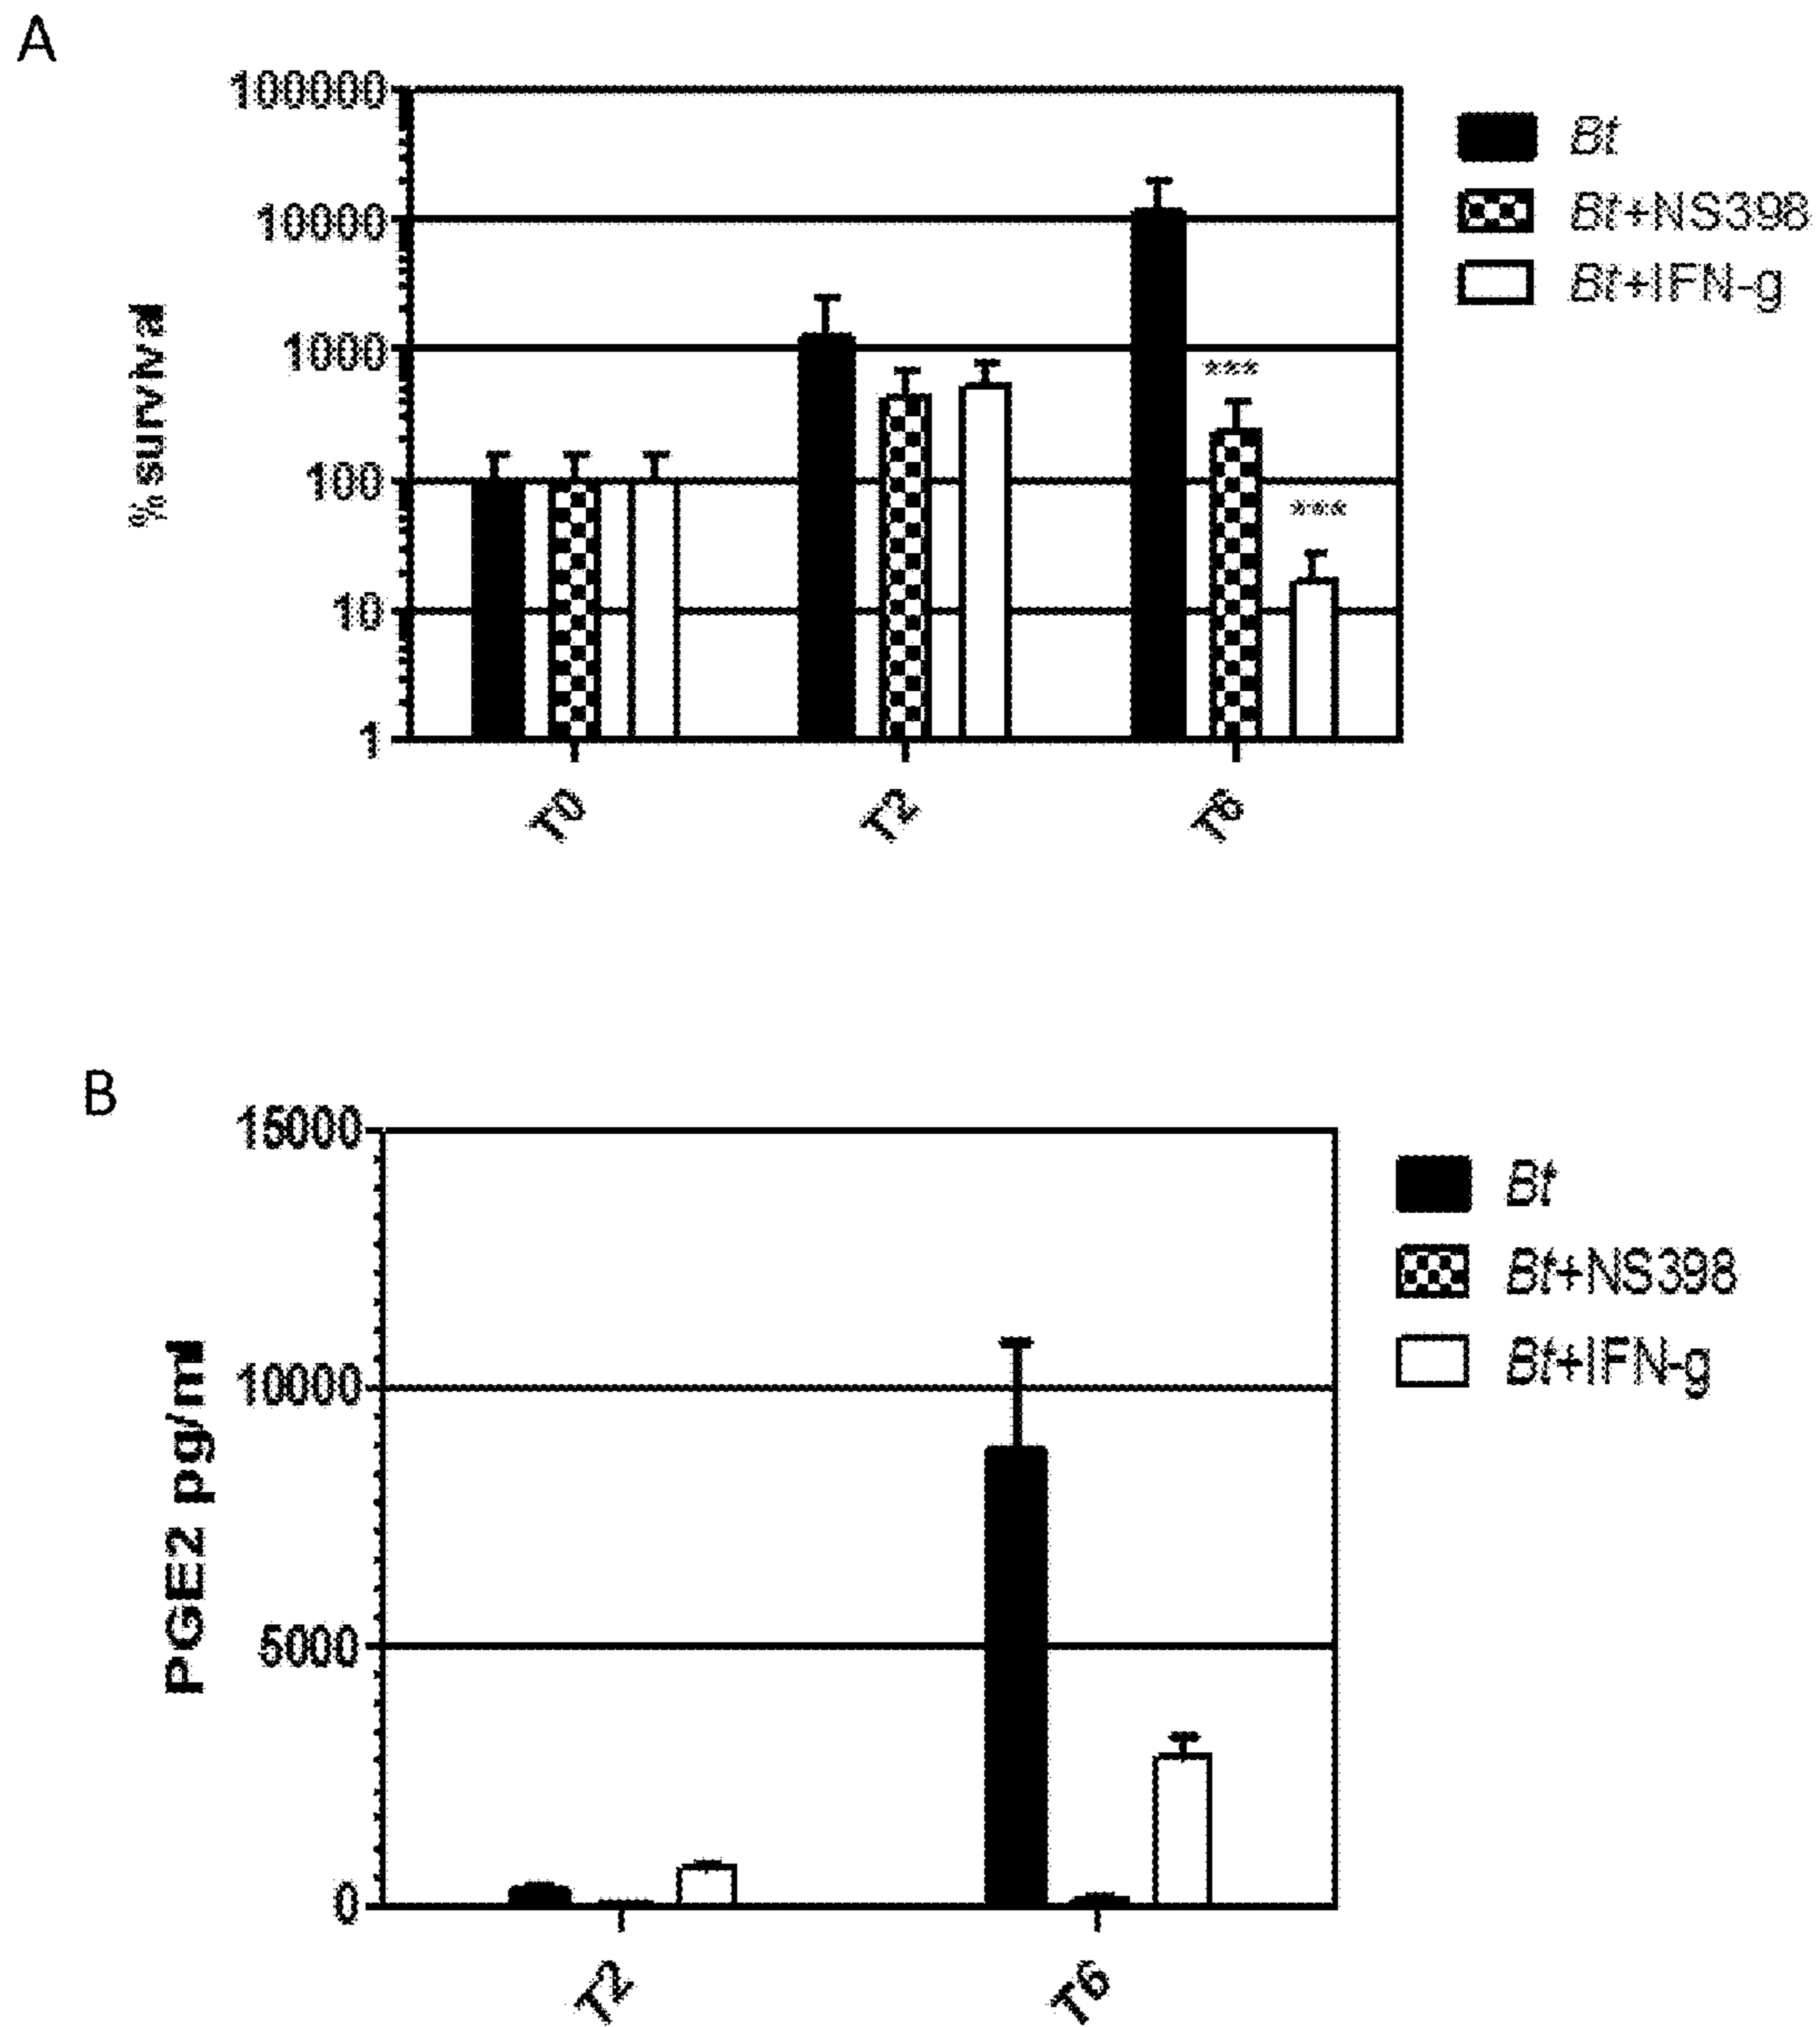 A
100000
10000
1000
100
10
1
% survival
T0
T2
T6
Bt
Bt+NS398
Bt+IFN-g
***
***
B
15000
10000
5000
0
PGE2 pg/ml
T2
T6
Bt
Bt+NS398
Bt+IFN-g